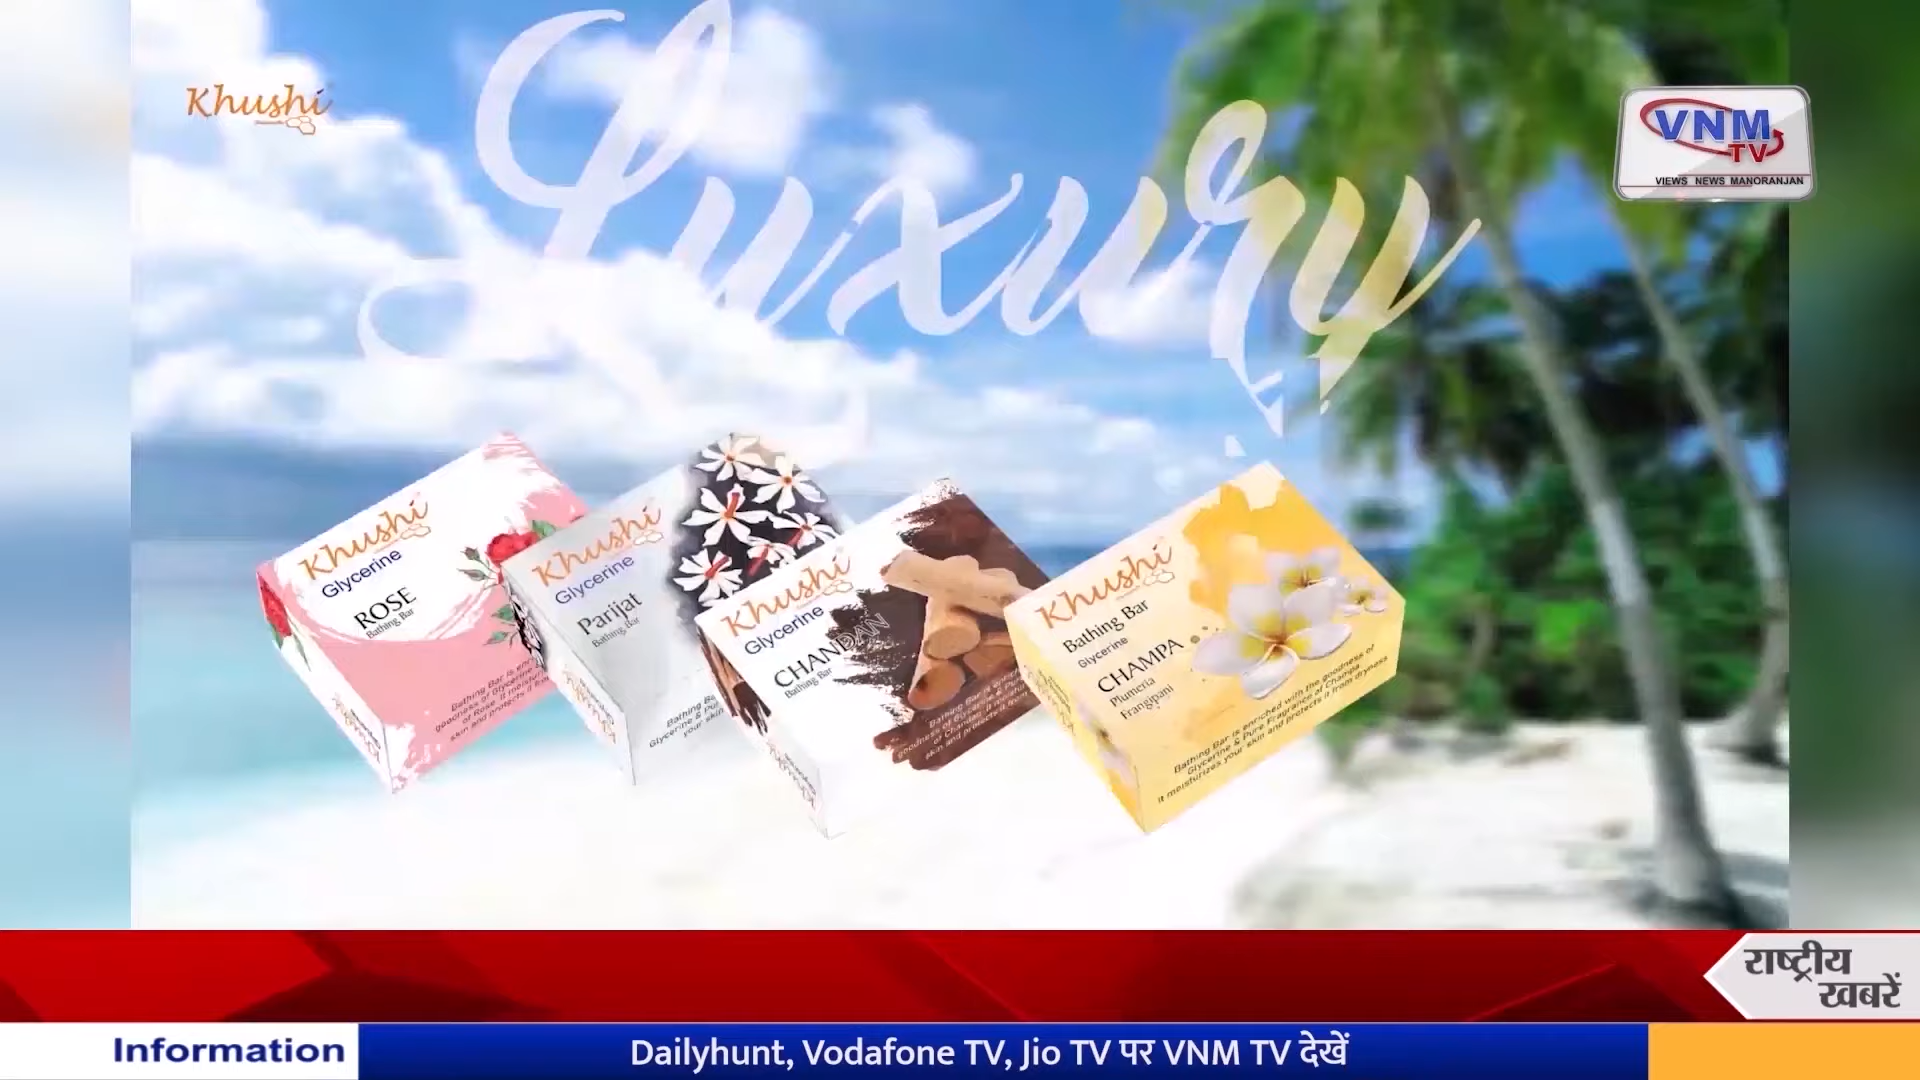 Luxury
Khushi
VNM
TV
VIEWS NEWS MANORANJAN
Khushi
Glycerine
ROSE
Bathing Bar
Khushi
Glycerine
Parijat
Bathing Bar
Khushi
Glycerine
CHANDAN
Bathing Bar
Khushi
Bathing Bar
Glycerine
CHAMPA
Plumeria
Frangipani
Bathing Bar is enriched with the goodness of
Glycerine & Pure Fragrance of Champa.
It moisturizes your skin and protects it from dryness
राष्ट्रीय
खबरें
Information
Dailyhunt, Vodafone TV, Jio TV पर VNM TV देखें